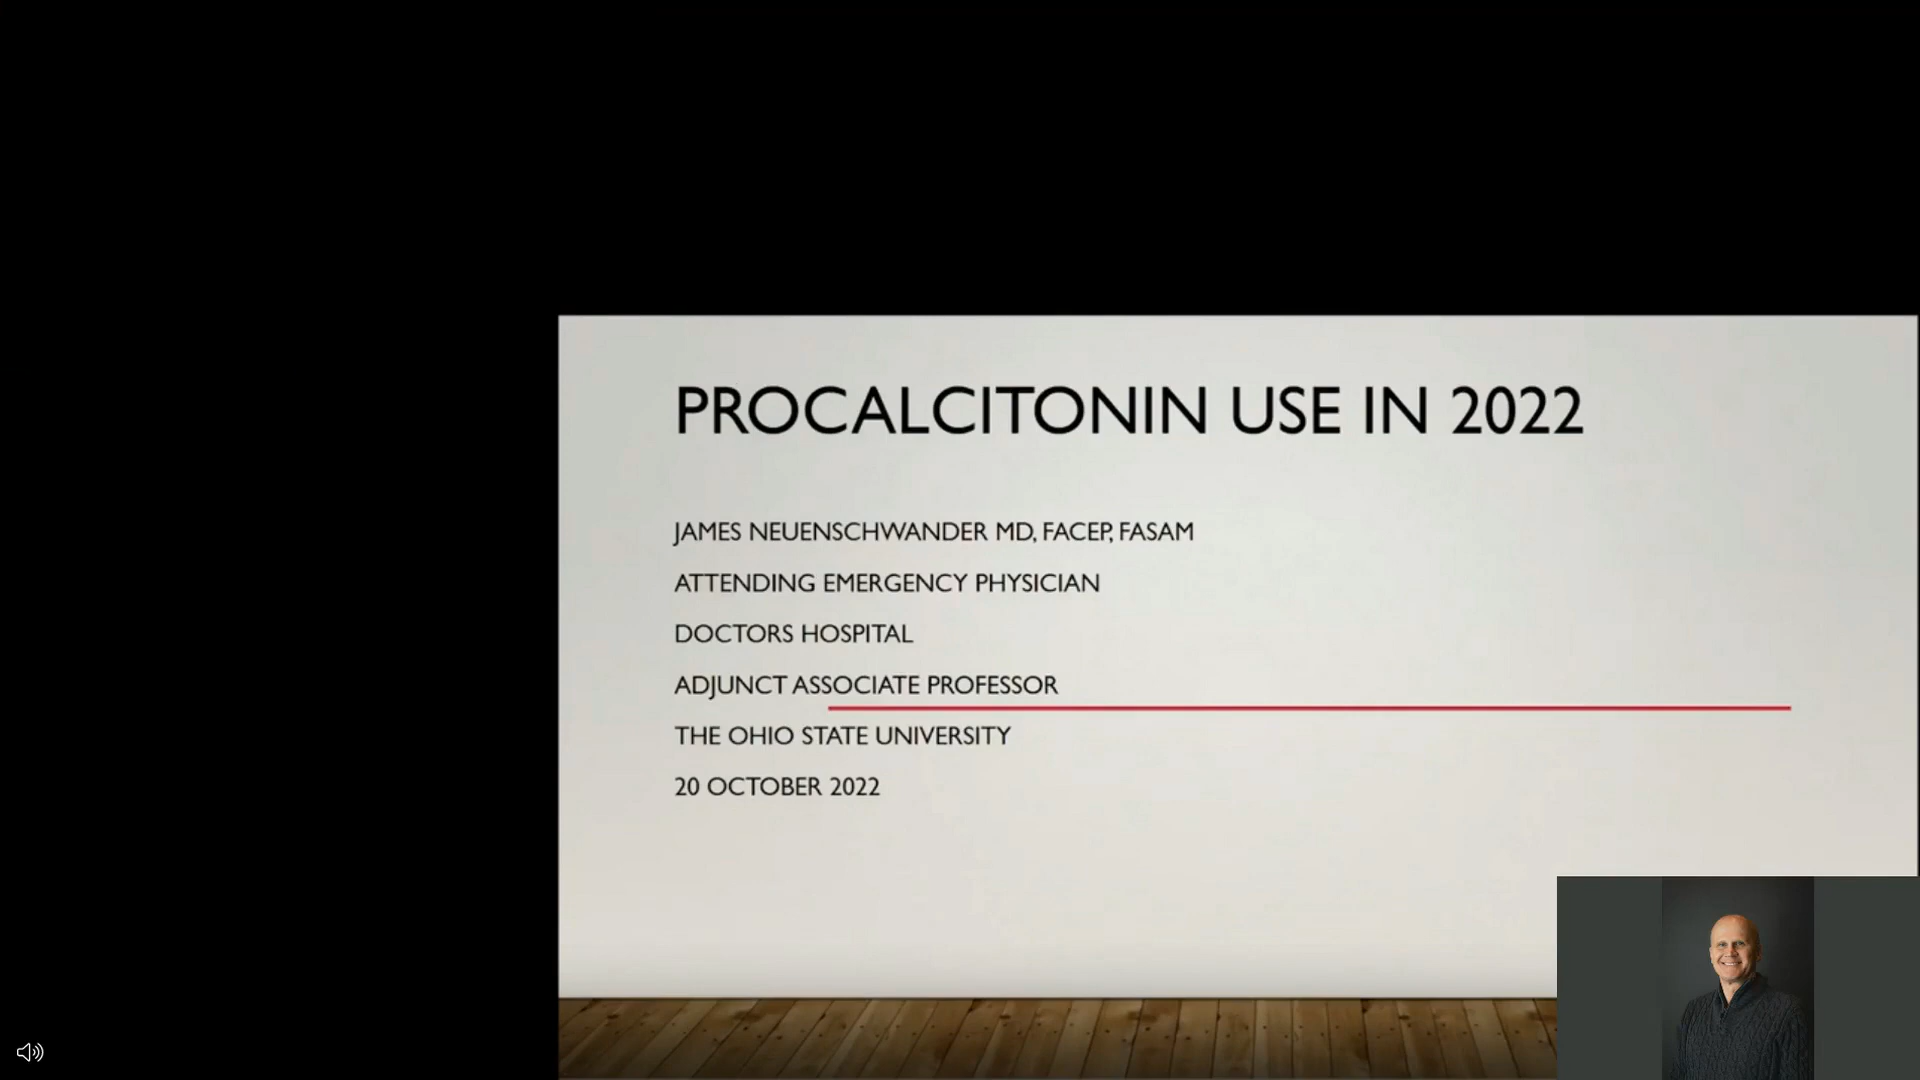 PROCALCITONIN USE IN 2022
JAMES NEUENSCHWANDER MD, FACEP, FASAM
ATTENDING EMERGENCY PHYSICIAN
DOCTORS HOSPITAL
ADJUNCT ASSOCIATE PROFESSOR
THE OHIO STATE UNIVERSITY
20 OCTOBER 2022